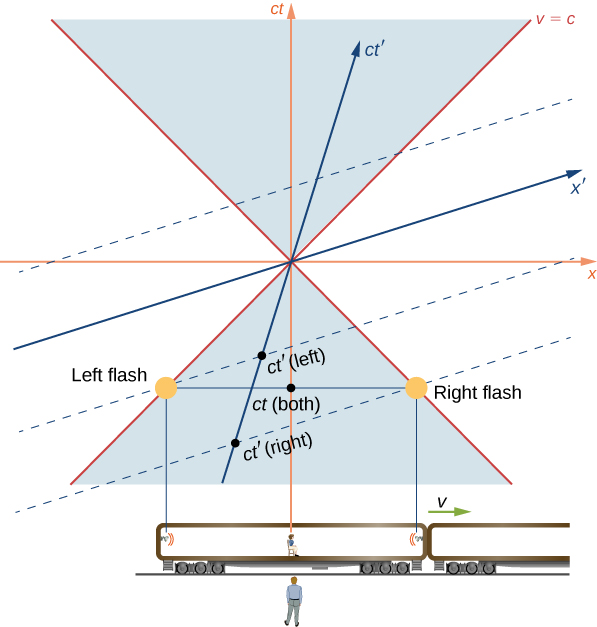 ct
v = c
ct′
x′
x
Left flash
ct′ (left)
ct (both)
Right flash
ct′ (right)
v